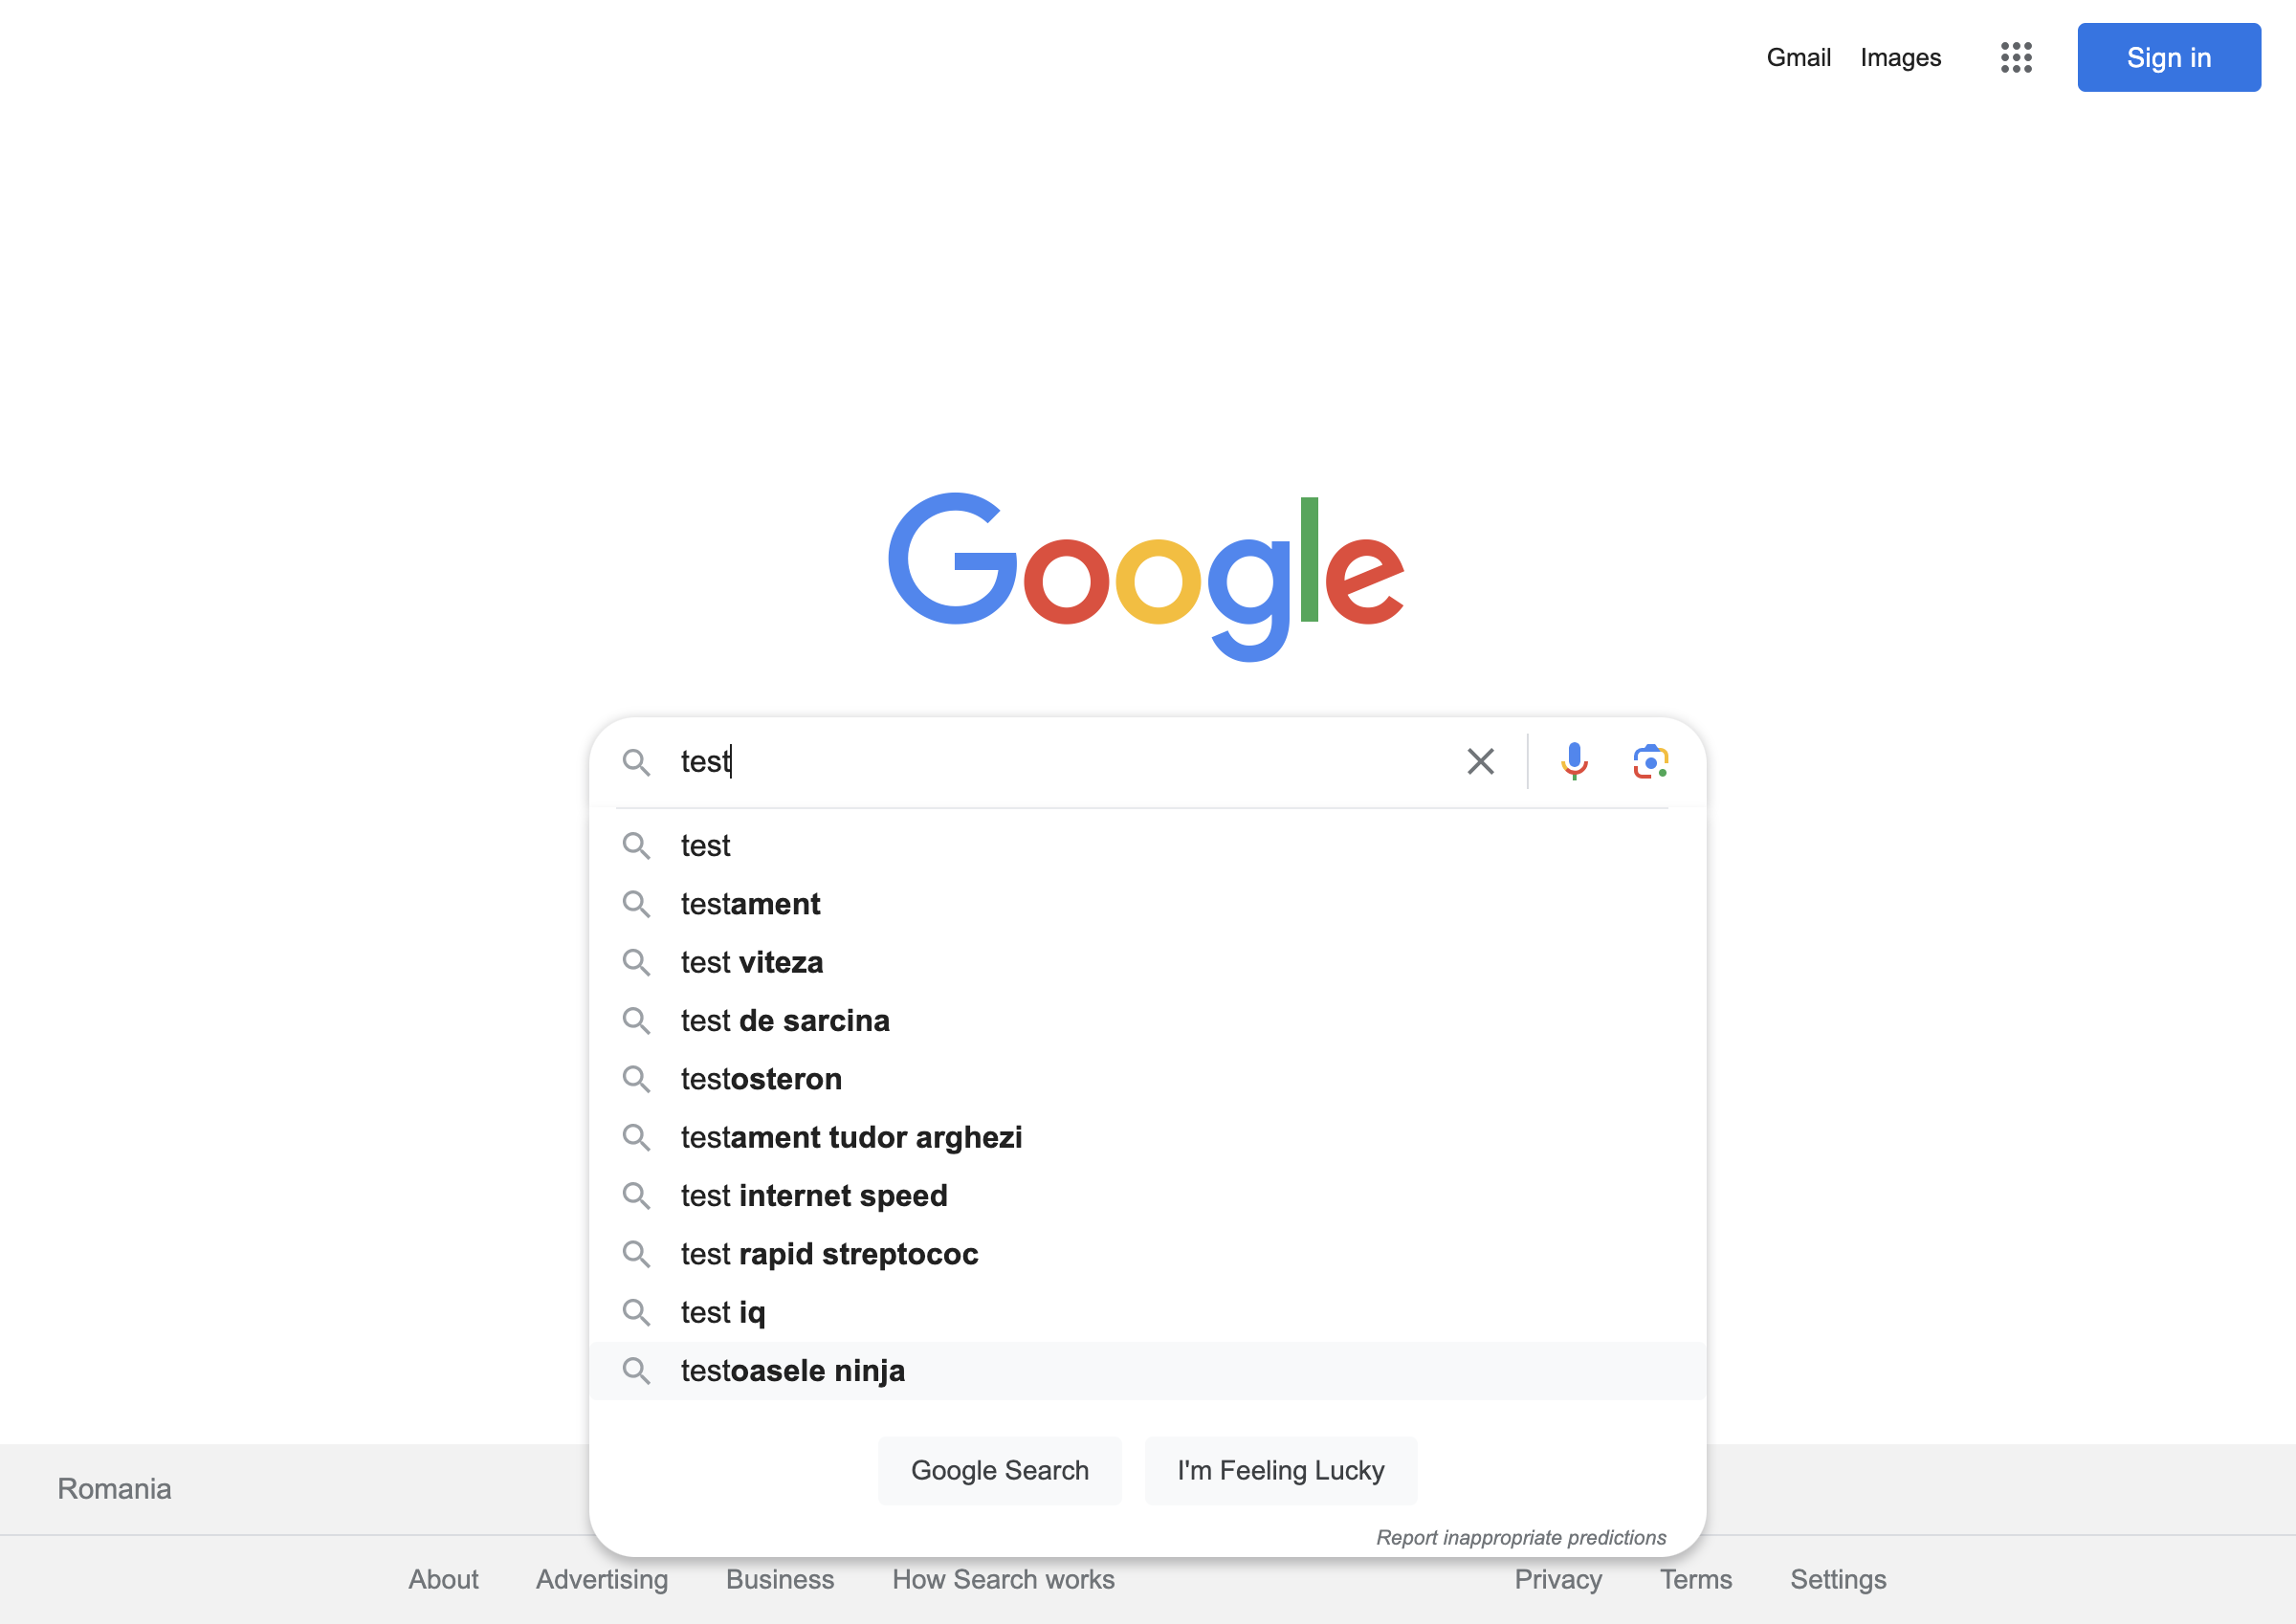 Gmail Images Sign in
Google
test
test
testament
test viteza
test de sarcina
testosteron
testament tudor arghezi
test internet speed
test rapid streptococ
test iq
testoasele ninja
Google Search I'm Feeling Lucky
Report inappropriate predictions
Romania
About Advertising Business How Search works Privacy Terms Settings